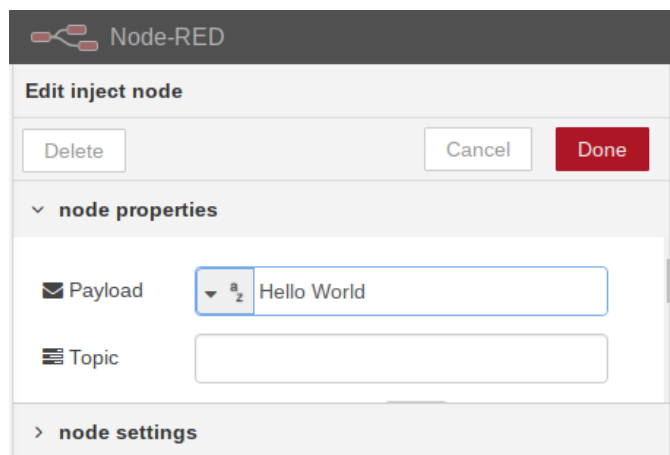 Node-RED
Edit inject node
Delete Cancel Done
node properties
Payload a z Hello World
Topic
node settings